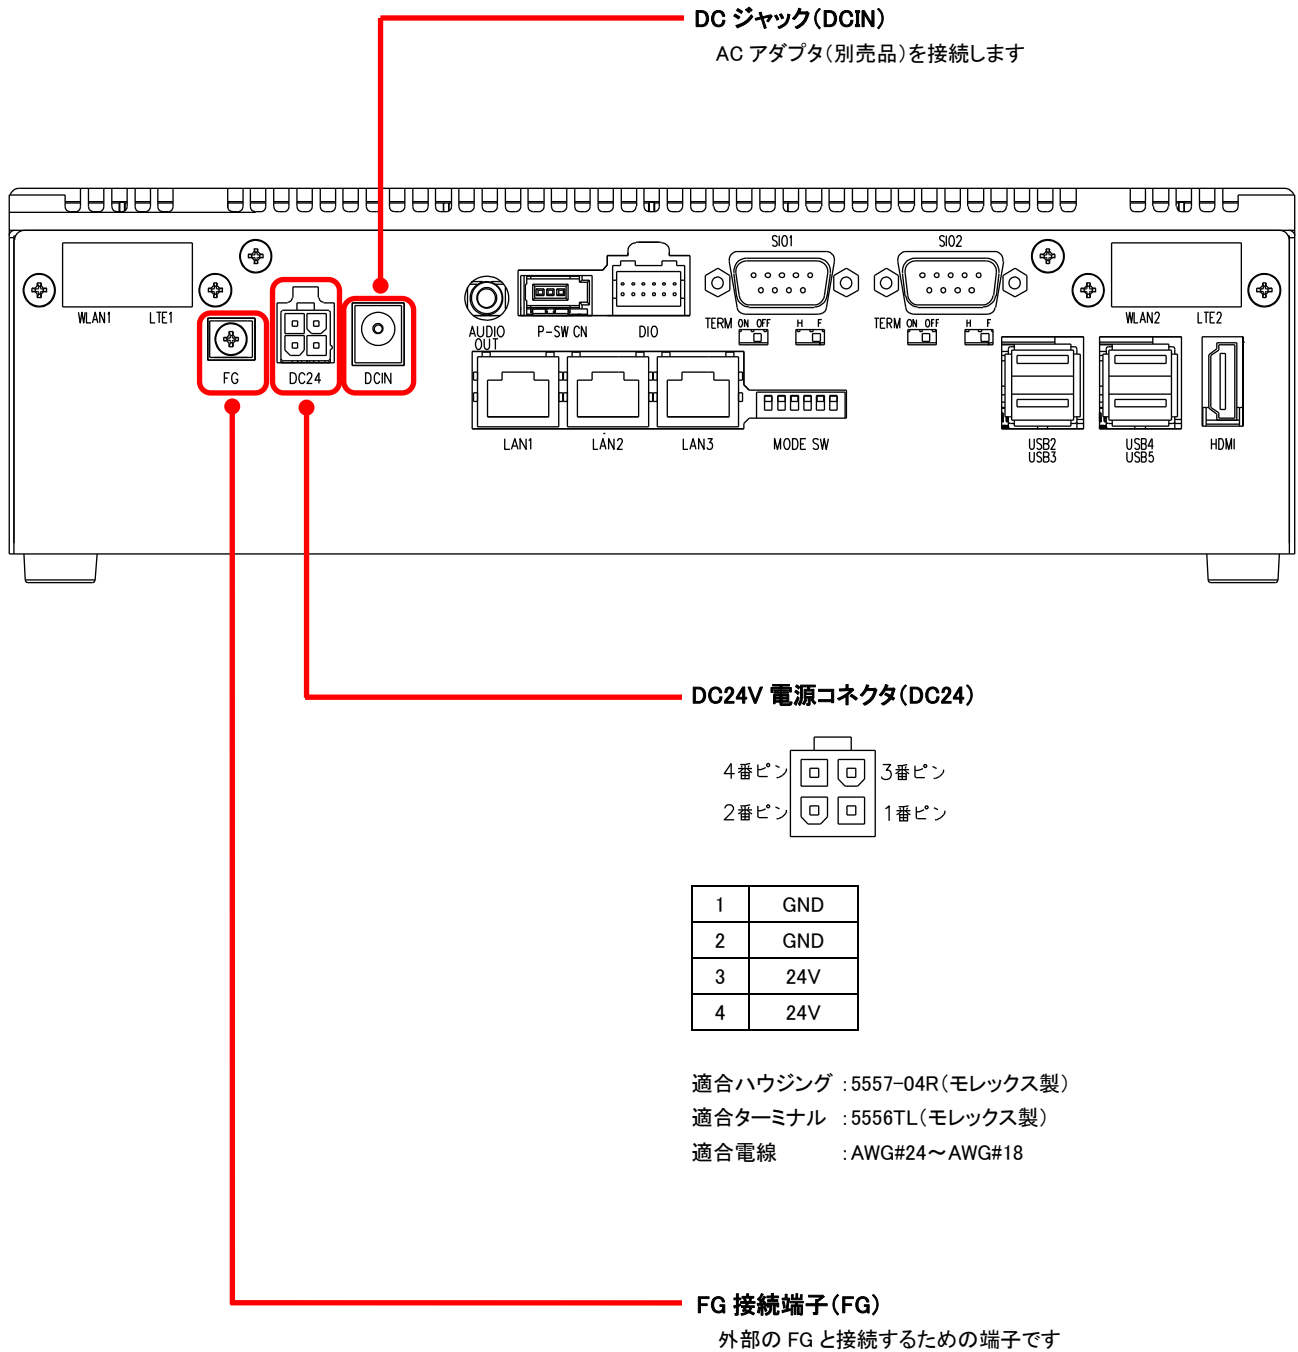 DC ジャック(DCIN)
AC アダプタ(別売品)を接続します
SIO1
SIO2
WLAN1 LTE1
AUDIO OUT
P-SW CN
DIO
TERM ON OFF H F
TERM ON OFF H F
WLAN2 LTE2
FG
DC24
DCIN
LAN1
LAN2
LAN3
MODE SW
USB2
USB3
USB4
USB5
HDMI
DC24V 電源コネクタ(DC24)
4番ピン 3番ピン
2番ピン 1番ピン
1 GND
2 GND
3 24V
4 24V
適合ハウジング :5557-04R(モレックス製)
適合ターミナル :5556TL(モレックス製)
適合電線 :AWG#24～AWG#18
FG 接続端子(FG)
外部の FG と接続するための端子です